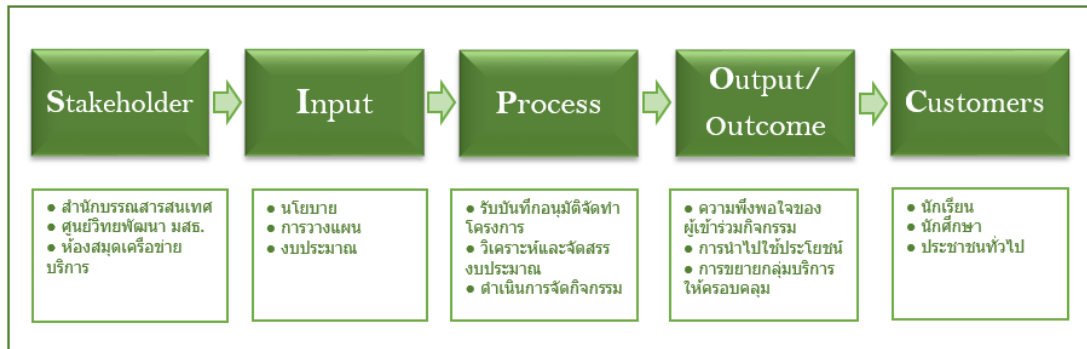 Stakeholder
Input
Process
Output/
Outcome
Customers
● สำนักบรรณสารสนเทศ
● ศูนย์วิทยพัฒนา มสธ.
● ห้องสมุดเครือข่าย
บริการ
● นโยบาย
● การวางแผน
● งบประมาณ
● รับบันทึกอนุมัติจัดทำ
โครงการ
● วิเคราะห์และจัดสรร
งบประมาณ
● ดำเนินการจัดกิจกรรม
● ความพึงพอใจของ
ผู้เข้าร่วมกิจกรรม
● การนำไปใช้ประโยชน์
● การขยายกลุ่มบริการ
ให้ครอบคลุม
● นักเรียน
● นักศึกษา
● ประชาชนทั่วไป